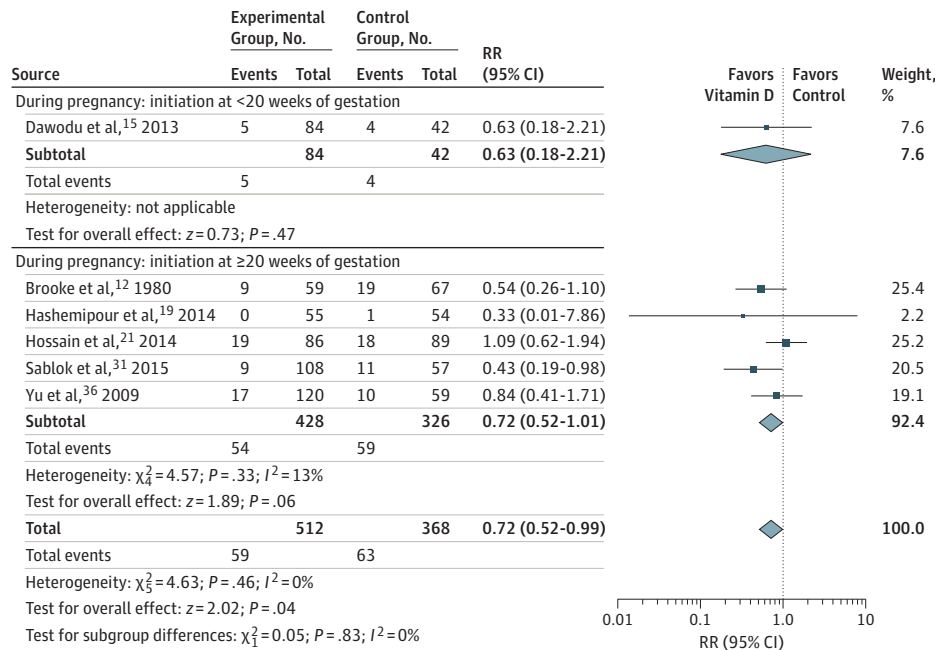 Experimental Group, No. Control Group, No.
Source Events Total Events Total RR (95% CI) Favors Vitamin D Favors Control Weight, %
During pregnancy: initiation at <20 weeks of gestation
Dawodu et al,15 2013 5 84 4 42 0.63 (0.18-2.21) 7.6
Subtotal 84 42 0.63 (0.18-2.21) 7.6
Total events 5 4
Heterogeneity: not applicable
Test for overall effect: z=0.73; P=.47
During pregnancy: initiation at ≥20 weeks of gestation
Brooke et al,12 1980 9 59 19 67 0.54 (0.26-1.10) 25.4
Hashemipour et al,19 2014 0 55 1 54 0.33 (0.01-7.86) 2.2
Hossain et al,21 2014 19 86 18 89 1.09 (0.62-1.94) 25.2
Sablok et al,31 2015 9 108 11 57 0.43 (0.19-0.98) 20.5
Yu et al,36 2009 17 120 10 59 0.84 (0.41-1.71) 19.1
Subtotal 428 326 0.72 (0.52-1.01) 92.4
Total events 54 59
Heterogeneity: χ²₄=4.57; P=.33; I²=13%
Test for overall effect: z=1.89; P=.06
Total 512 368 0.72 (0.52-0.99) 100.0
Total events 59 63
Heterogeneity: χ²₅=4.63; P=.46; I²=0%
Test for overall effect: z=2.02; P=.04
Test for subgroup differences: χ²₁=0.05; P=.83; I²=0%
0.01 0.1 1.0 10
RR (95% CI)